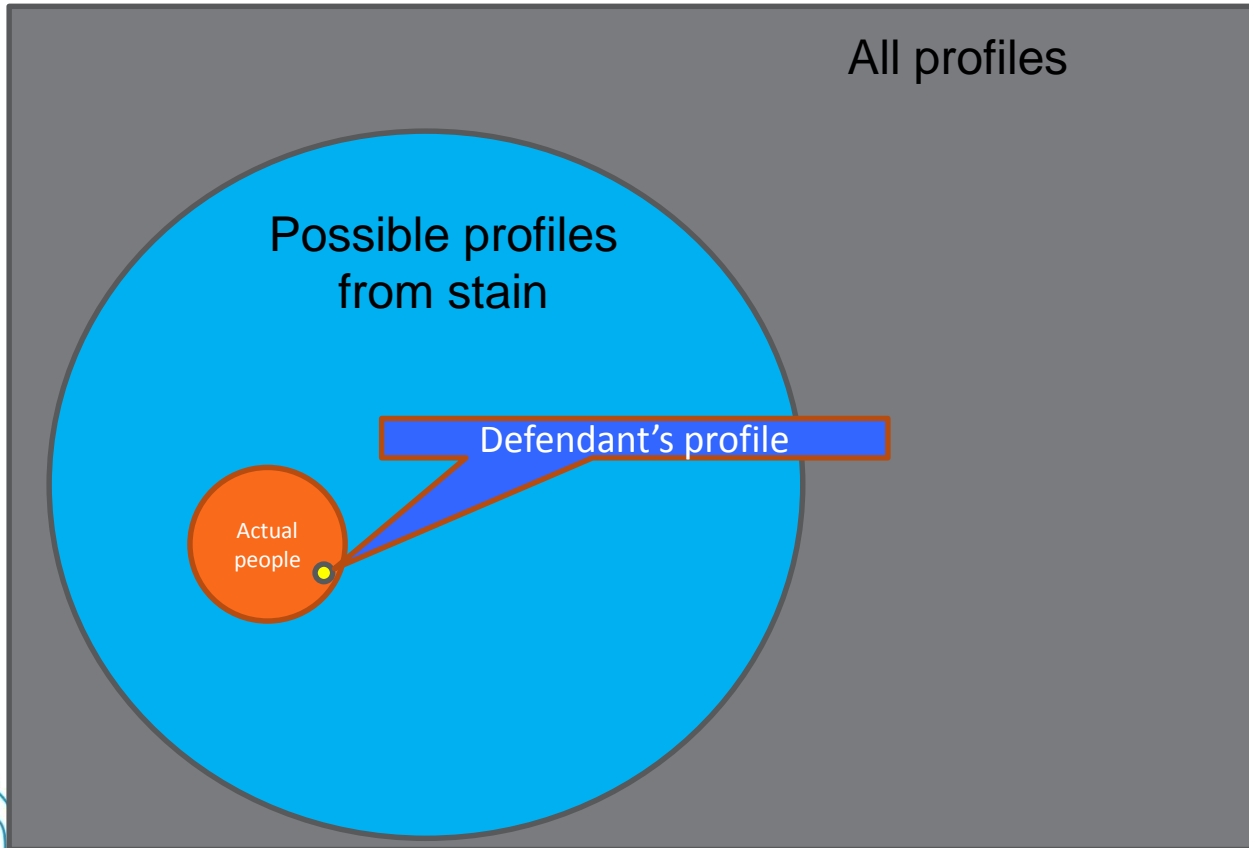 All profiles
Possible profiles
from stain
Defendant’s profile
Actual
people